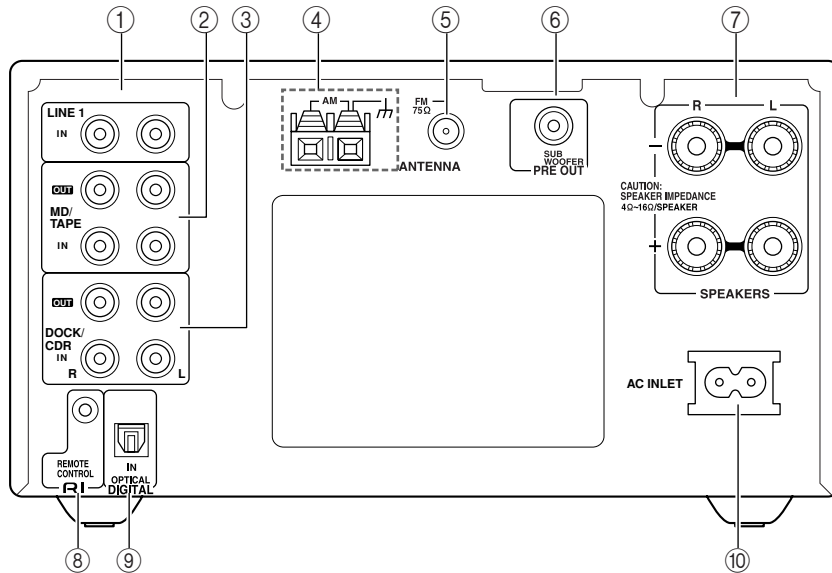 ① ② ③ ④ ⑤ ⑥ ⑦
LINE 1
IN
OUT
MD/
TAPE
IN
OUT
DOCK/
CDR
IN
R L
REMOTE
CONTROL
RI
IN
OPTICAL
DIGITAL
AM
FM
75Ω
ANTENNA
SUB
WOOFER
PRE OUT
R L
−
CAUTION:
SPEAKER IMPEDANCE
4Ω~16Ω/SPEAKER
+
SPEAKERS
AC INLET
⑧ ⑨ ⑩